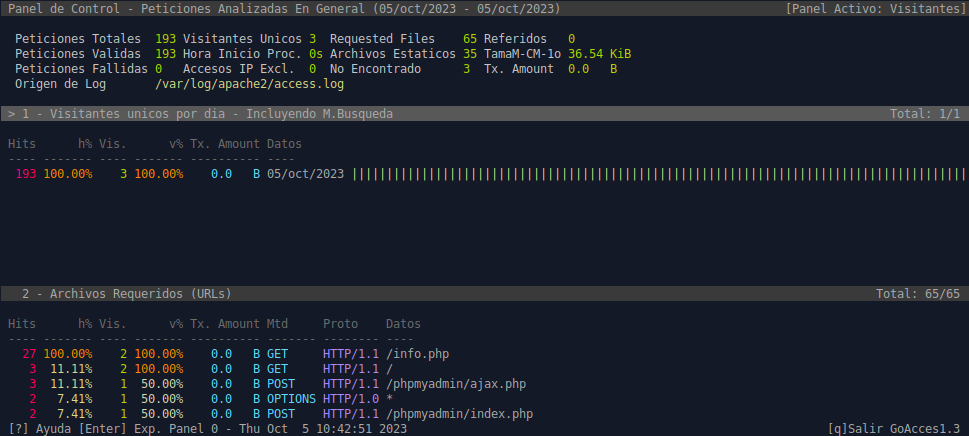 Panel de Control - Peticiones Analizadas En General (05/oct/2023 - 05/oct/2023) [Panel Activo: Visitantes]
Peticiones Totales 193 Visitantes Unicos 3 Requested Files 65 Referidos 0
Peticiones Validas 193 Hora Inicio Proc. 0s Archivos Estaticos 35 TamaM-CM-1o 36.54 KiB
Peticiones Fallidas 0 Accesos IP Excl. 0 No Encontrado 3 Tx. Amount 0.0 B
Origen de Log /var/log/apache2/access.log
> 1 - Visitantes unicos por dia - Incluyendo M.Busqueda Total: 1/1
Hits h% Vis. v% Tx. Amount Datos
---- ------- ---- ------- ---------- ----
193 100.00% 3 100.00% 0.0 B 05/oct/2023 ||||||||||||||||||||||||||||||||||||||||||||||||||||||||||||||||||||||||||||||||||||||||
2 - Archivos Requeridos (URLs) Total: 65/65
Hits h% Vis. v% Tx. Amount Mtd Proto Datos
---- ------- ---- ------- ---------- ------- -------- ----
27 100.00% 2 100.00% 0.0 B GET HTTP/1.1 /info.php
3 11.11% 2 100.00% 0.0 B GET HTTP/1.1 /
3 11.11% 1 50.00% 0.0 B POST HTTP/1.1 /phpmyadmin/ajax.php
2 7.41% 1 50.00% 0.0 B OPTIONS HTTP/1.0 *
2 7.41% 1 50.00% 0.0 B POST HTTP/1.1 /phpmyadmin/index.php
[?] Ayuda [Enter] Exp. Panel 0 - Thu Oct 5 10:42:51 2023 [q]Salir GoAcces1.3